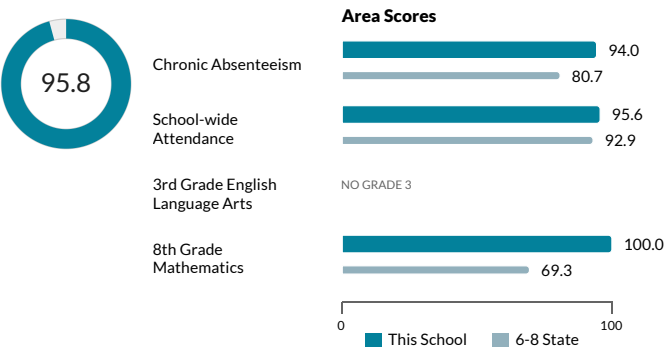 Area Scores
95.8
Chronic Absenteeism
94.0
80.7
School-wide
Attendance
95.6
92.9
3rd Grade English
Language Arts
NO GRADE 3
8th Grade
Mathematics
100.0
69.3
0
100
This School
6-8 State